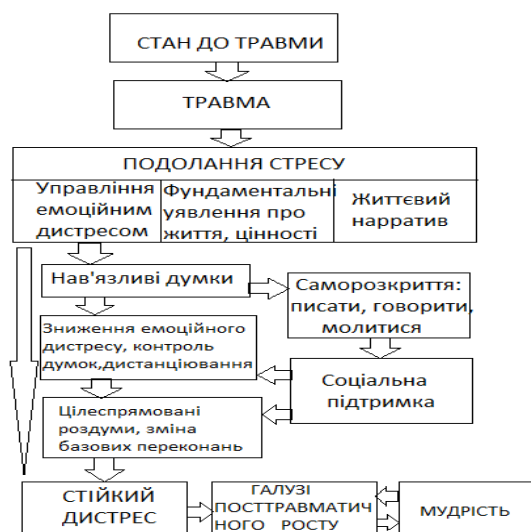 СТАН ДО ТРАВМИ
ТРАВМА
ПОДОЛАННЯ СТРЕСУ
Управління
емоційним
дистресом
Фундаментальні
уявлення про
життя, цінності
Життєвий
нарратив
Нав'язливі думки
Саморозкриття:
писати, говорити,
молитися
Зниження емоційного
дистресу, контроль
думок,дистанціювання
Соціальна
підтримка
Цілеспрямовані
роздуми, зміна
базових переконань
СТІЙКИЙ
ДИСТРЕС
ГАЛУЗІ
ПОСТТРАВМАТИЧ
НОГО РОСТУ
МУДРІСТЬ